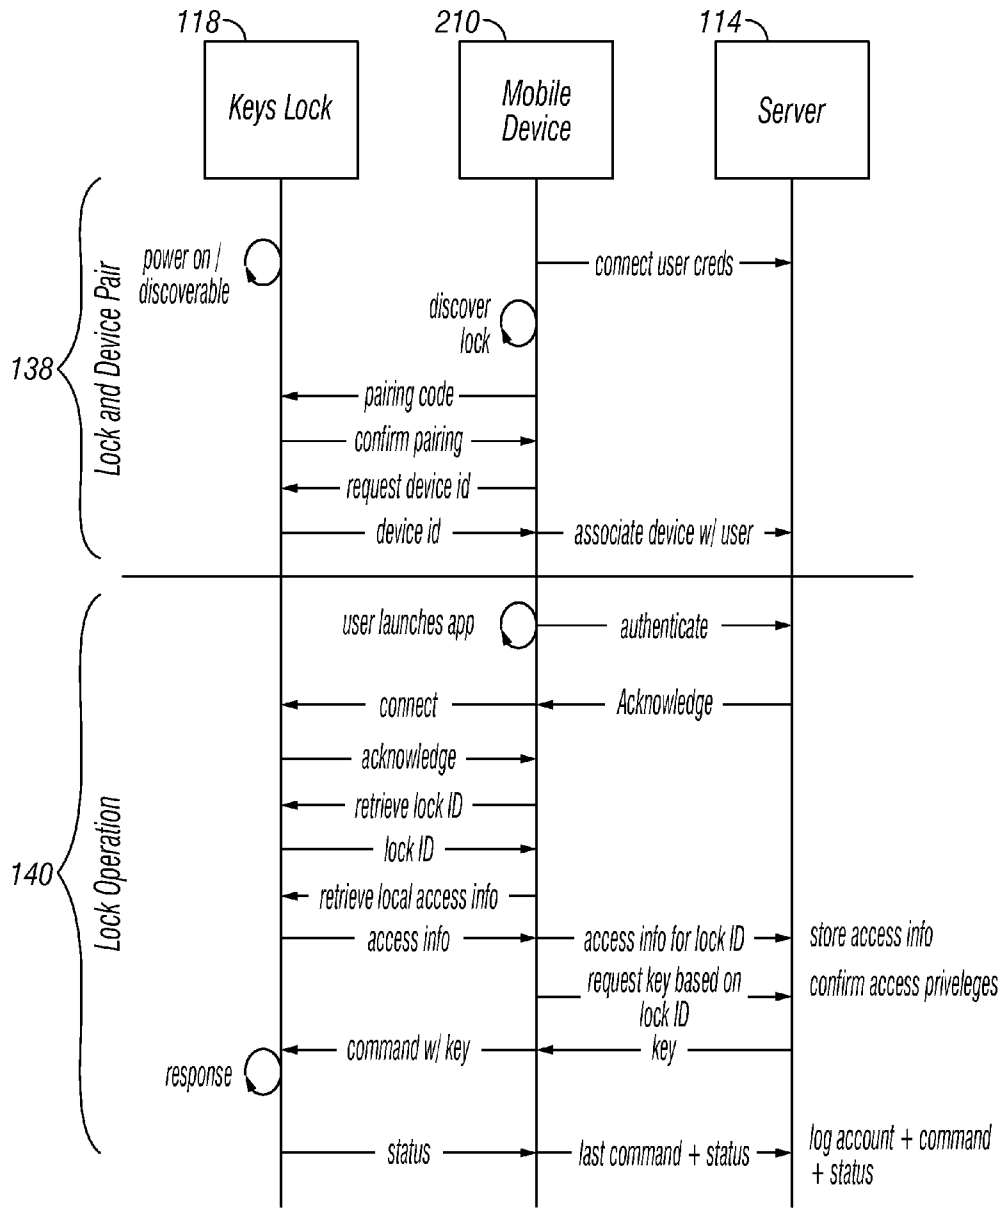 118
210
114
Keys Lock
Mobile
Device
Server
138
Lock and Device Pair
power on /
discoverable
connect user creds
discover
lock
pairing code
confirm pairing
request device id
device id
associate device w/ user
140
Lock Operation
user launches app
authenticate
connect
Acknowledge
acknowledge
retrieve lock ID
lock ID
retrieve local access info
access info
access info for lock ID
store access info
request key based on
lock ID
confirm access priveleges
command w/ key
key
response
status
last command + status
log account + command
+ status